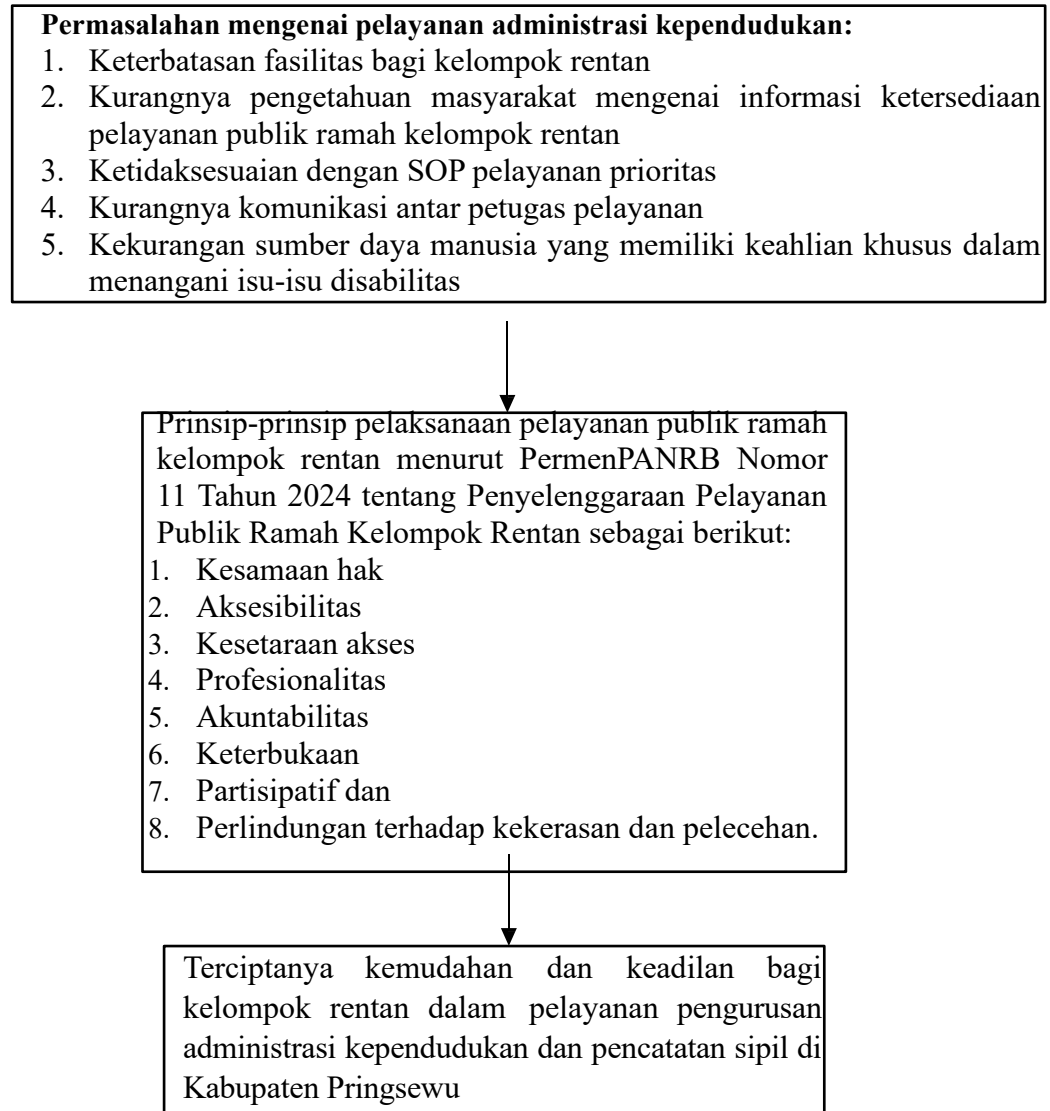 Permasalahan mengenai pelayanan administrasi kependudukan:
1. Keterbatasan fasilitas bagi kelompok rentan
2. Kurangnya pengetahuan masyarakat mengenai informasi ketersediaan
pelayanan publik ramah kelompok rentan
3. Ketidaksesuaian dengan SOP pelayanan prioritas
4. Kurangnya komunikasi antar petugas pelayanan
5. Kekurangan sumber daya manusia yang memiliki keahlian khusus dalam
menangani isu-isu disabilitas
Prinsip-prinsip pelaksanaan pelayanan publik ramah
kelompok rentan menurut PermenPANRB Nomor
11 Tahun 2024 tentang Penyelenggaraan Pelayanan
Publik Ramah Kelompok Rentan sebagai berikut:
1. Kesamaan hak
2. Aksesibilitas
3. Kesetaraan akses
4. Profesionalitas
5. Akuntabilitas
6. Keterbukaan
7. Partisipatif dan
8. Perlindungan terhadap kekerasan dan pelecehan.
Terciptanya kemudahan dan keadilan bagi
kelompok rentan dalam pelayanan pengurusan
administrasi kependudukan dan pencatatan sipil di
Kabupaten Pringsewu